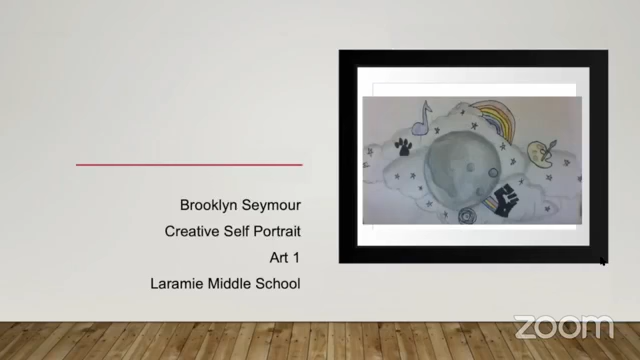 Brooklyn Seymour
Creative Self Portrait
Art 1
Laramie Middle School
zoom